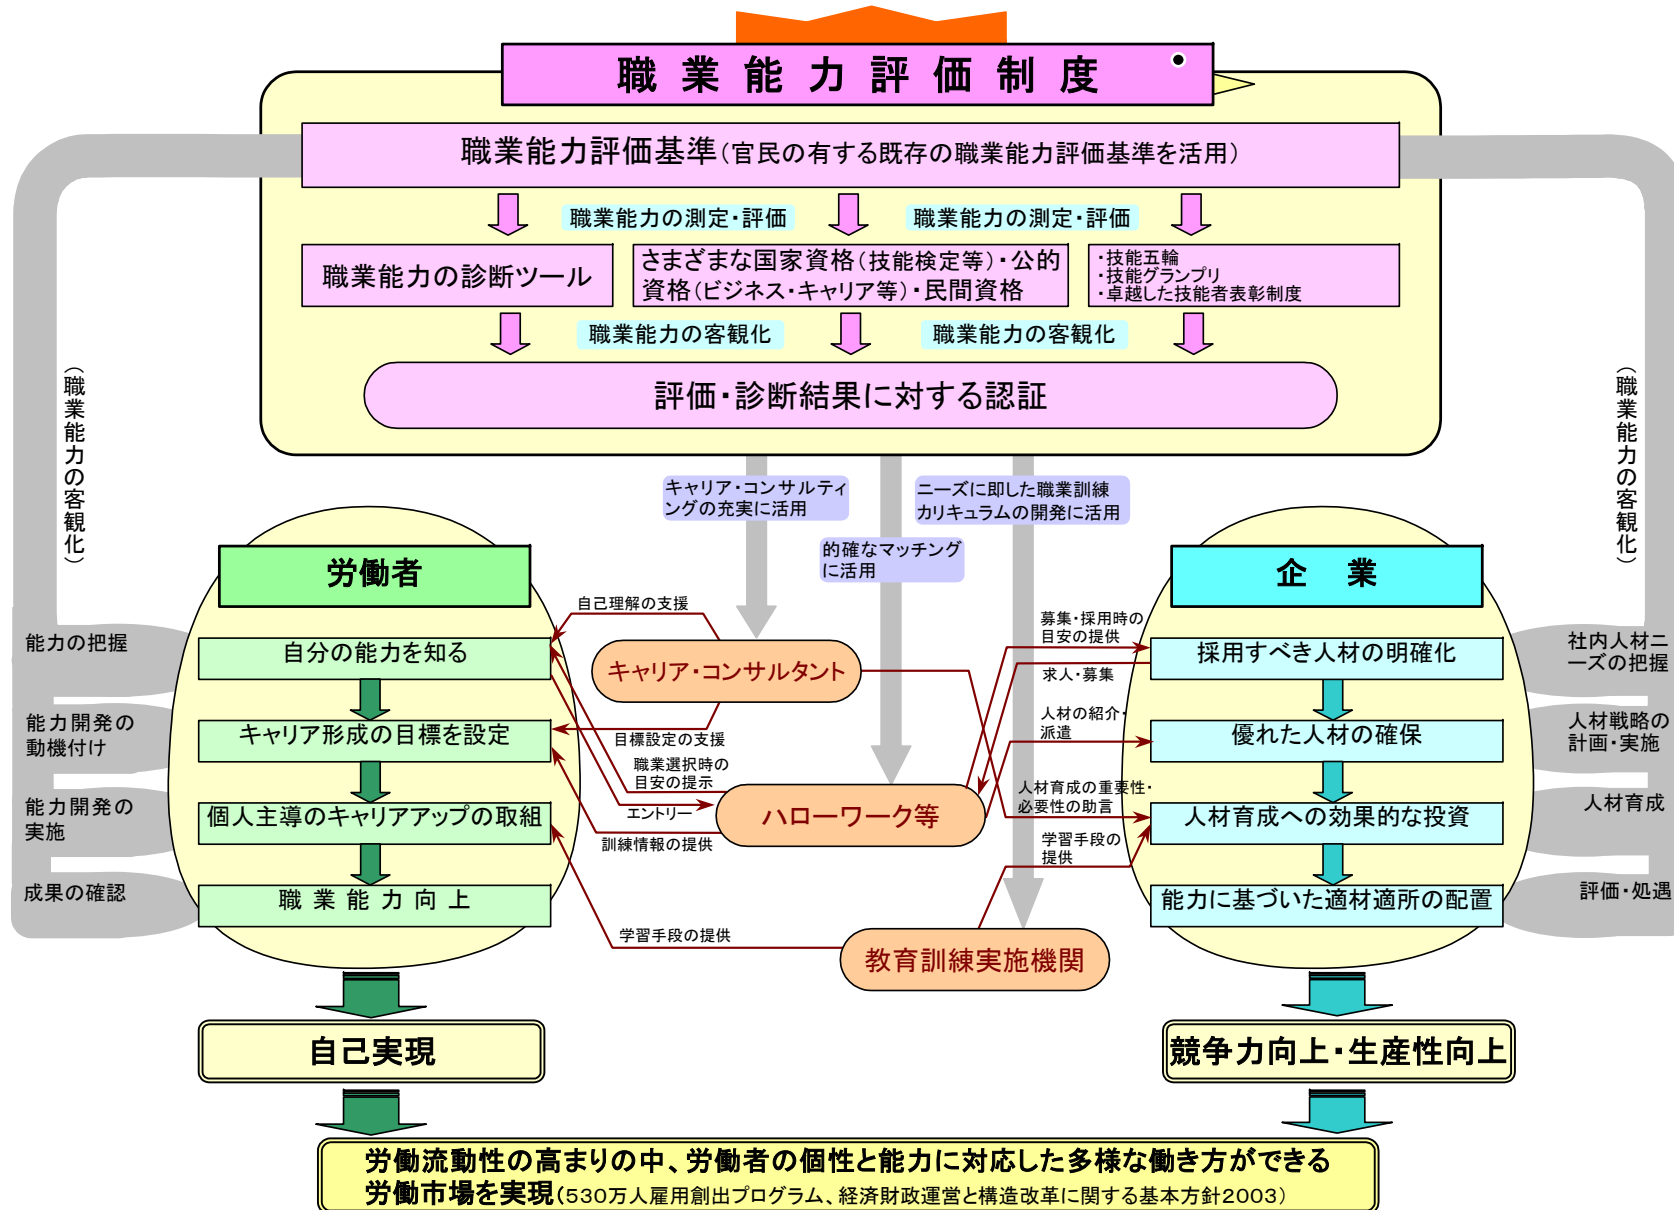 職業能力評価制度
職業能力評価基準(官民の有する既存の職業能力評価基準を活用)
職業能力の測定・評価
職業能力の測定・評価
職業能力の診断ツール
さまざまな国家資格(技能検定等)・公的
資格(ビジネス・キャリア等)・民間資格
・技能五輪
・技能グランプリ
・卓越した技能者表彰制度
職業能力の客観化
職業能力の客観化
評価・診断結果に対する認証
(職業能力の客観化)
(職業能力の客観化)
キャリア・コンサルティ
ングの充実に活用
的確なマッチング
に活用
ニーズに即した職業訓練
カリキュラムの開発に活用
労働者
企 業
能力の把握
能力開発の
動機付け
能力開発の
実施
成果の確認
自分の能力を知る
キャリア形成の目標を設定
個人主導のキャリアアップの取組
職業能力向上
自己理解の支援
キャリア・コンサルタント
目標設定の支援
職業選択時の
目安の提示
エントリー
訓練情報の提供
ハローワーク等
学習手段の提供
教育訓練実施機関
募集・採用時の
目安の提供
求人・募集
人材の紹介・
派遣
人材育成の重要性・
必要性の助言
学習手段の
提供
採用すべき人材の明確化
優れた人材の確保
人材育成への効果的な投資
能力に基づいた適材適所の配置
社内人材ニ
ーズの把握
人材戦略の
計画・実施
人材育成
評価・処遇
自己実現
競争力向上・生産性向上
労働流動性の高まりの中、労働者の個性と能力に対応した多様な働き方ができる
労働市場を実現(530万人雇用創出プログラム、経済財政運営と構造改革に関する基本方針2003)